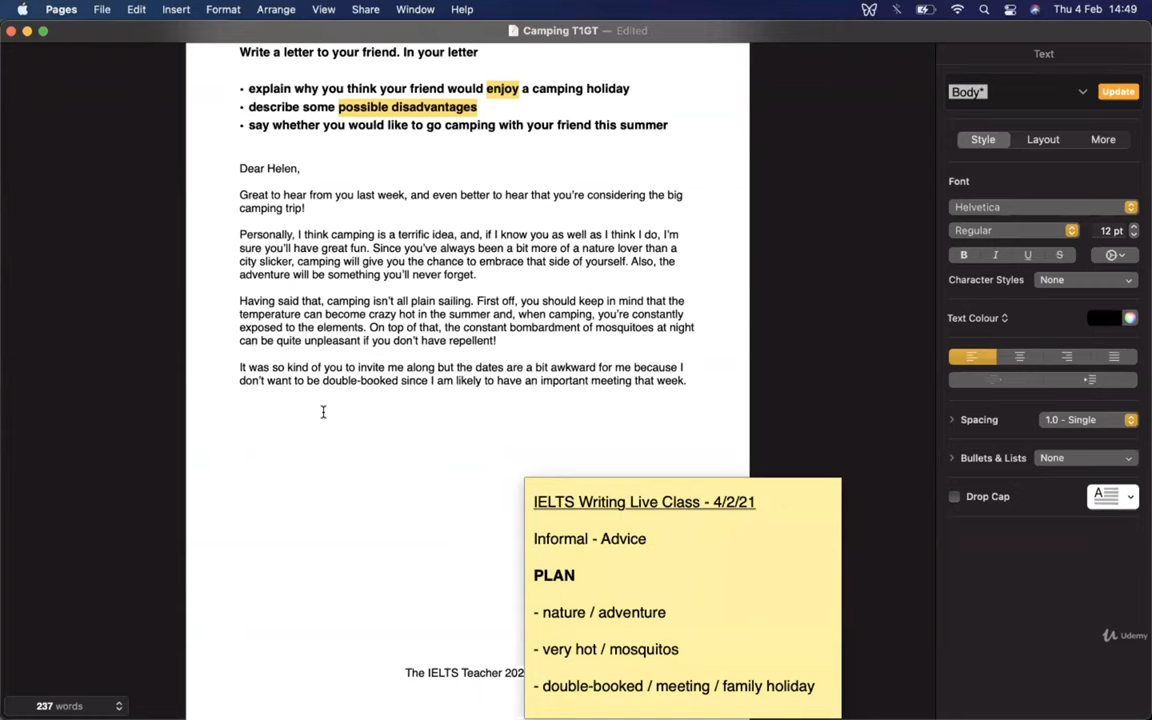 Pages File Edit Insert Format Arrange View Share Window Help Thu 4 Feb 14:49
Camping T1GT — Edited
Write a letter to your friend. In your letter
• explain why you think your friend would enjoy a camping holiday
• describe some possible disadvantages
• say whether you would like to go camping with your friend this summer
Dear Helen,
Great to hear from you last week, and even better to hear that you're considering the big
camping trip!
Personally, I think camping is a terrific idea, and, if I know you as well as I think I do, I'm
sure you'll have great fun. Since you've always been a bit more of a nature lover than a
city slicker, camping will give you the chance to embrace that side of yourself. Also, the
adventure will be something you'll never forget.
Having said that, camping isn't all plain sailing. First off, you should keep in mind that the
temperature can become crazy hot in the summer and, when camping, you're constantly
exposed to the elements. On top of that, the constant bombardment of mosquitoes at night
can be quite unpleasant if you don't have repellent!
It was so kind of you to invite me along but the dates are a bit awkward for me because I
don't want to be double-booked since I am likely to have an important meeting that week.
The IELTS Teacher 202
237 words
IELTS Writing Live Class - 4/2/21
Informal - Advice
PLAN
- nature / adventure
- very hot / mosquitos
- double-booked / meeting / family holiday
Text
Body*
Update
Style Layout More
Font
Helvetica
Regular 12 pt
B I U S
Character Styles None
Text Colour
Spacing 1.0 - Single
Bullets & Lists None
Drop Cap A
Udemy